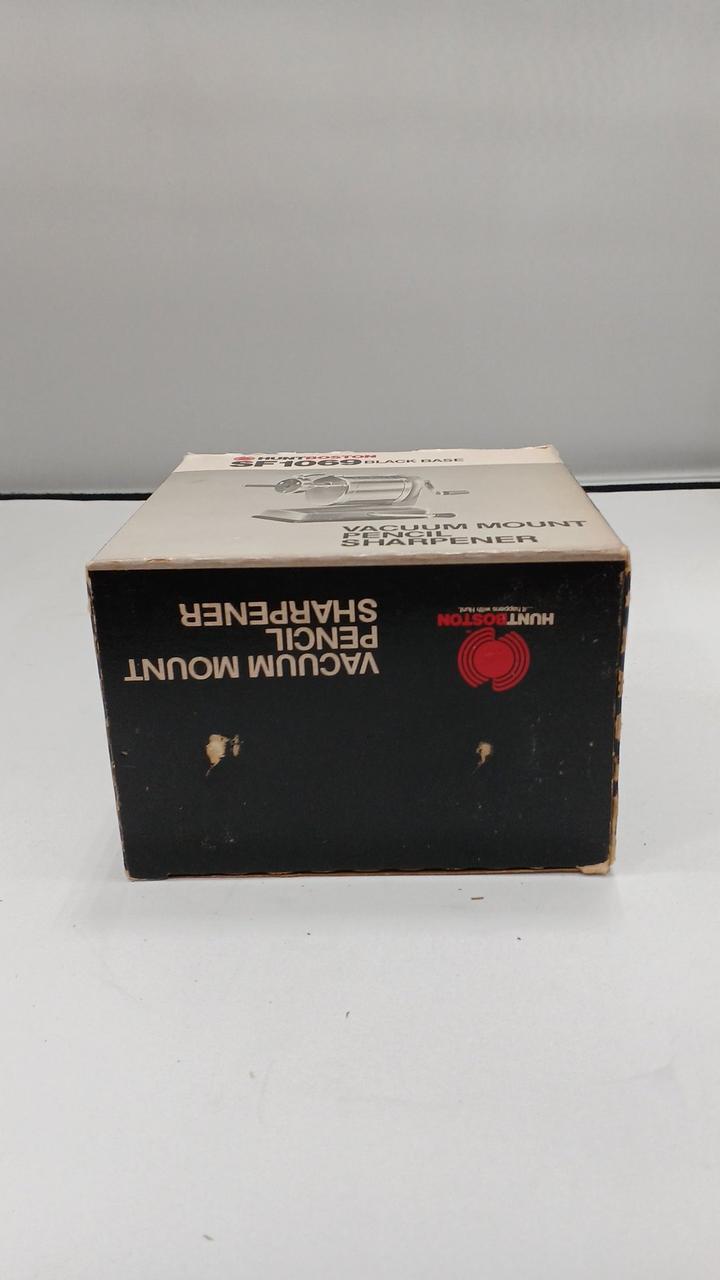 HUNTBOSTON
SF1069 BLACK BASE
VACUUM MOUNT
PENCIL
SHARPENER
VACUUM MOUNT
PENCIL
SHARPENER
HUNTBOSTON
...it happens with Hunt.